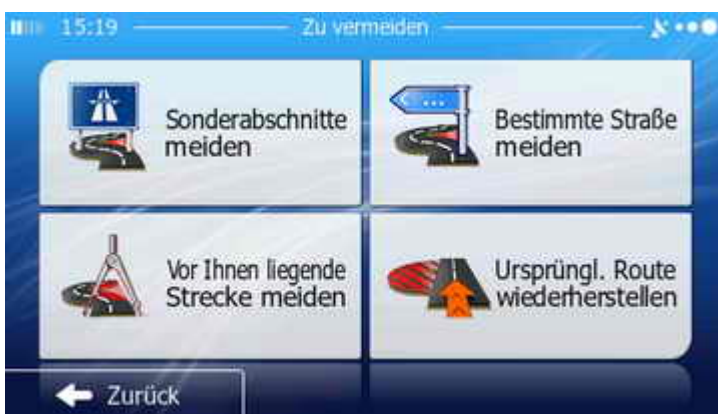 15:19 Zu vermeiden
Sonderabschnitte
meiden
Bestimmte Straße
meiden
Vor Ihnen liegende
Strecke meiden
Ursprüngl. Route
wiederherstellen
Zurück